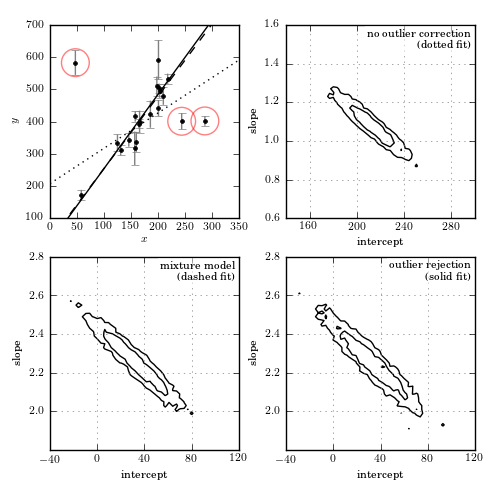 700
600
500
400
300
200
100
0 50 100 150 200 250 300 350
y
x
1.6
1.4
1.2
1.0
0.8
0.6
160 200 240 280
slope
intercept
no outlier correction
(dotted fit)
2.8
2.6
2.4
2.2
2.0
−40 0 40 80 120
slope
intercept
mixture model
(dashed fit)
2.8
2.6
2.4
2.2
2.0
−40 0 40 80 120
slope
intercept
outlier rejection
(solid fit)